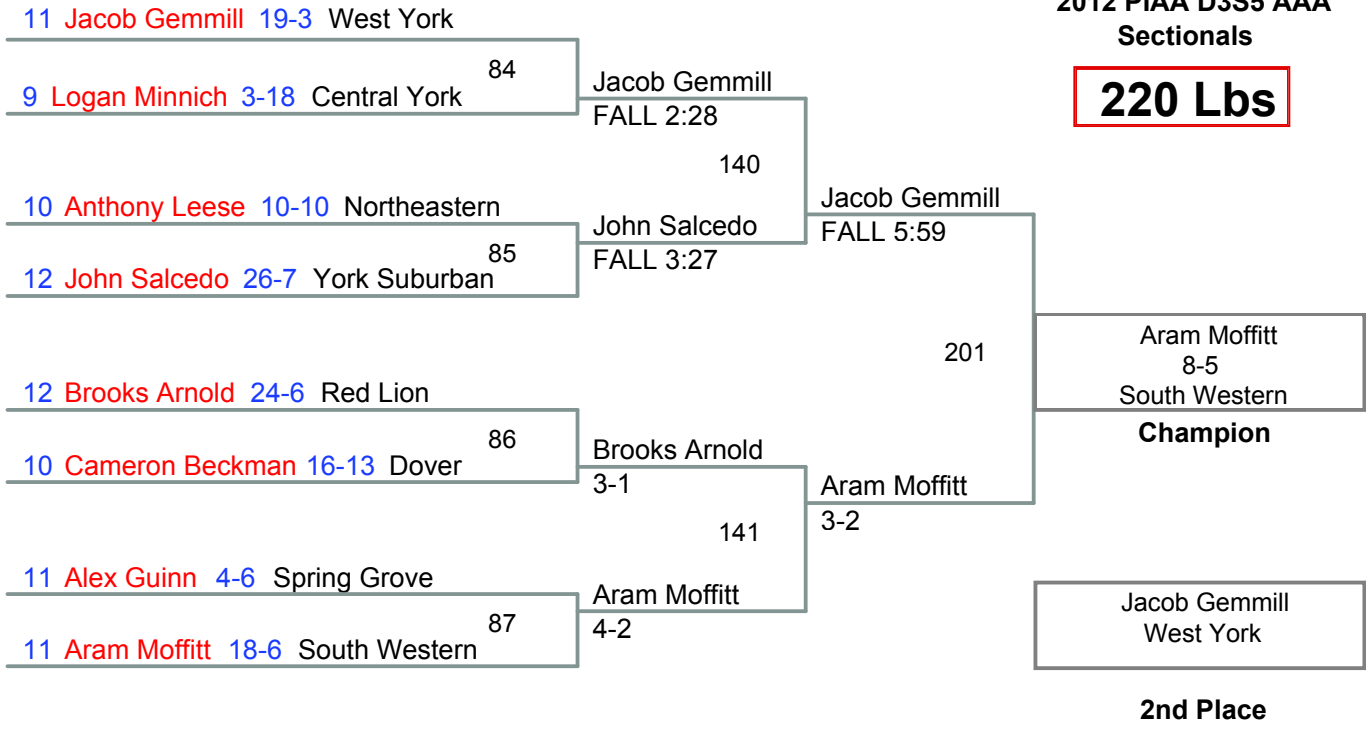 2012 PIAA D3S5 AAA
Sectionals
220 Lbs
11 Jacob Gemmill 19-3 West York
84
9 Logan Minnich 3-18 Central York
Jacob Gemmill
FALL 2:28
140
10 Anthony Leese 10-10 Northeastern
85
12 John Salcedo 26-7 York Suburban
John Salcedo
FALL 3:27
Jacob Gemmill
FALL 5:59
201
12 Brooks Arnold 24-6 Red Lion
86
10 Cameron Beckman 16-13 Dover
Brooks Arnold
3-1
141
11 Alex Guinn 4-6 Spring Grove
87
11 Aram Moffitt 18-6 South Western
Aram Moffitt
4-2
Aram Moffitt
3-2
Aram Moffitt
8-5
South Western
Champion
Jacob Gemmill
West York
2nd Place